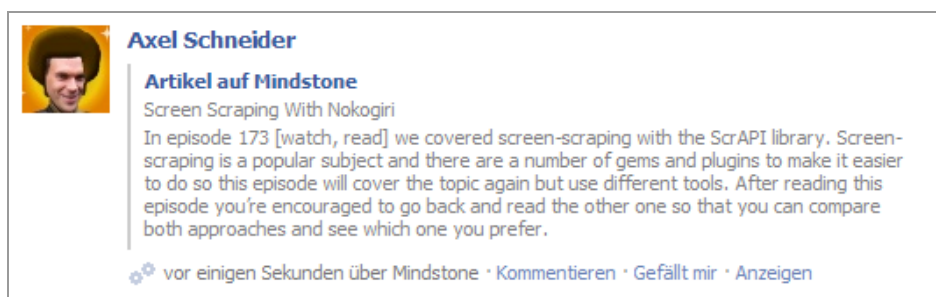 Axel Schneider
Artikel auf Mindstone
Screen Scraping With Nokogiri
In episode 173 [watch, read] we covered screen-scraping with the ScrAPI library. Screen-
scraping is a popular subject and there are a number of gems and plugins to make it easier
to do so this episode will cover the topic again but use different tools. After reading this
episode you’re encouraged to go back and read the other one so that you can compare
both approaches and see which one you prefer.
vor einigen Sekunden über Mindstone · Kommentieren · Gefällt mir · Anzeigen